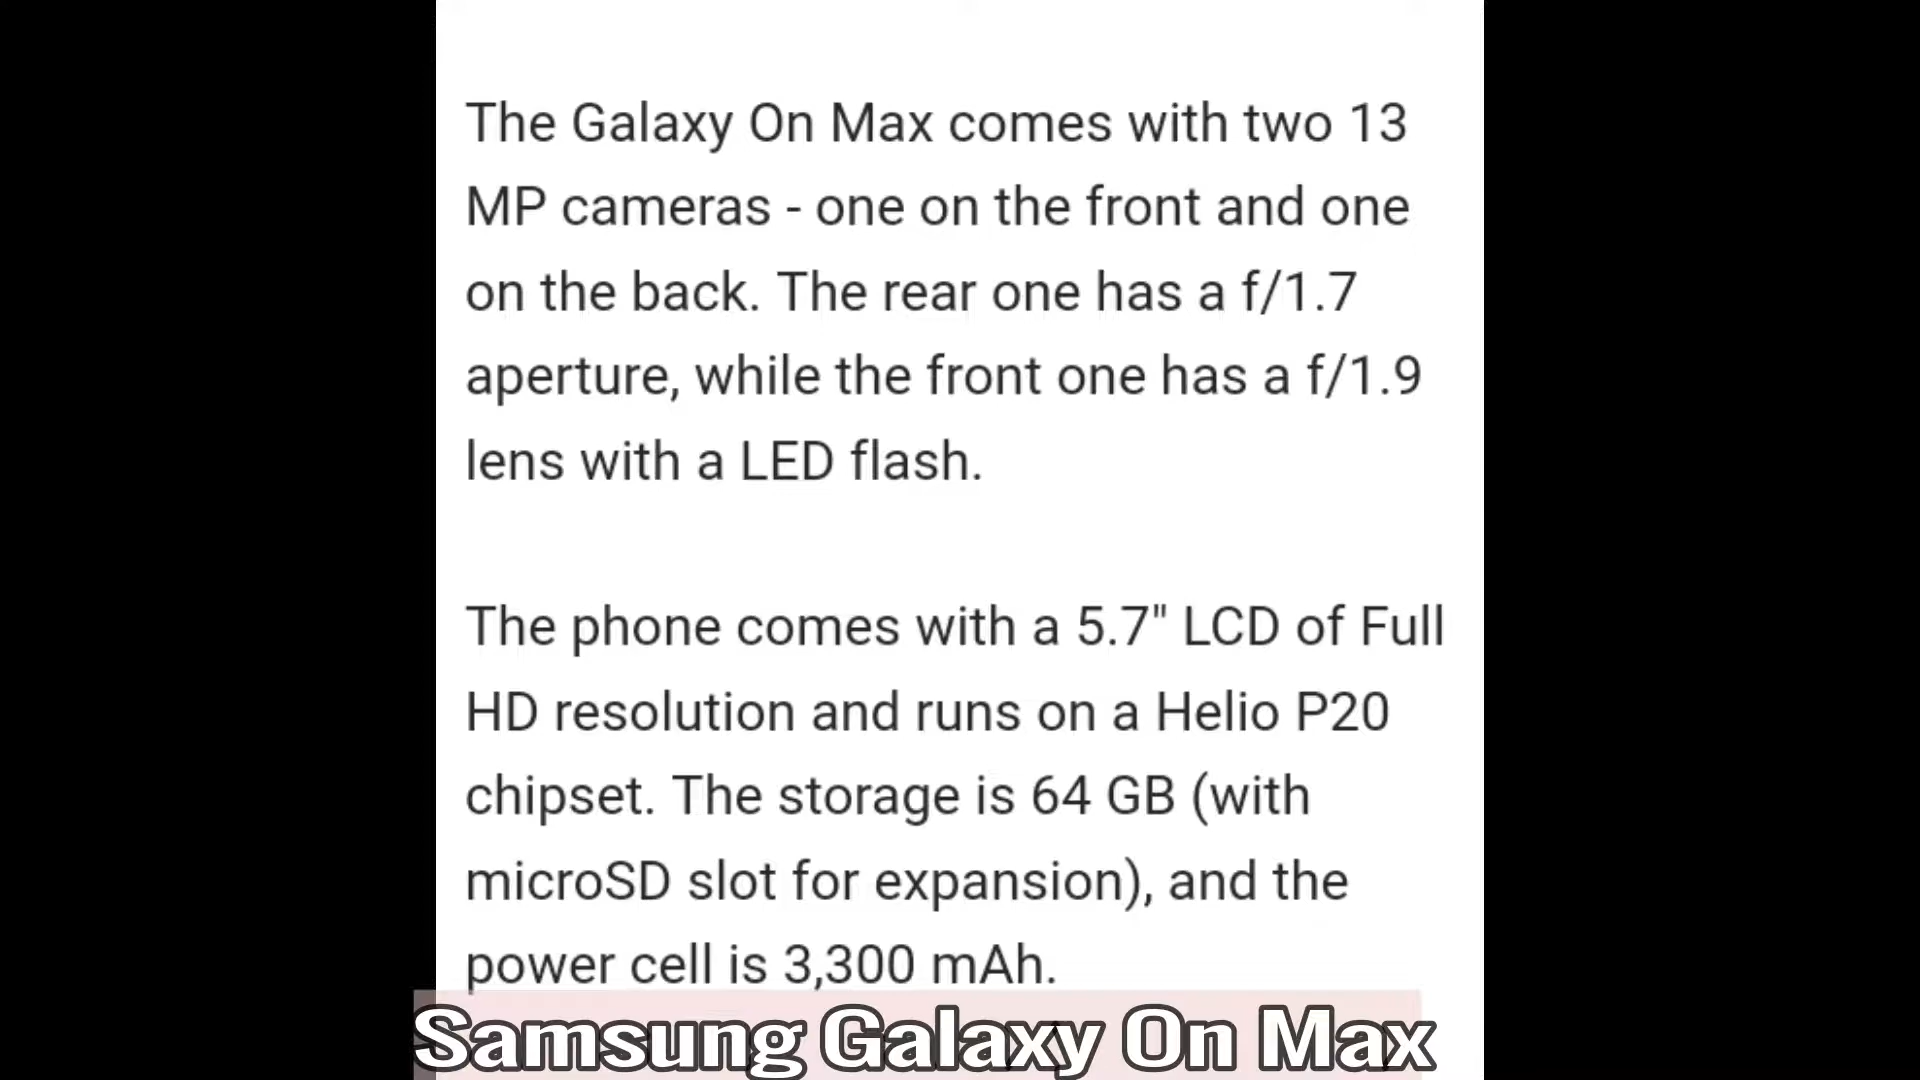 The Galaxy On Max comes with two 13
MP cameras - one on the front and one
on the back. The rear one has a f/1.7
aperture, while the front one has a f/1.9
lens with a LED flash.
The phone comes with a 5.7" LCD of Full
HD resolution and runs on a Helio P20
chipset. The storage is 64 GB (with
microSD slot for expansion), and the
power cell is 3,300 mAh.
Samsung Galaxy On Max